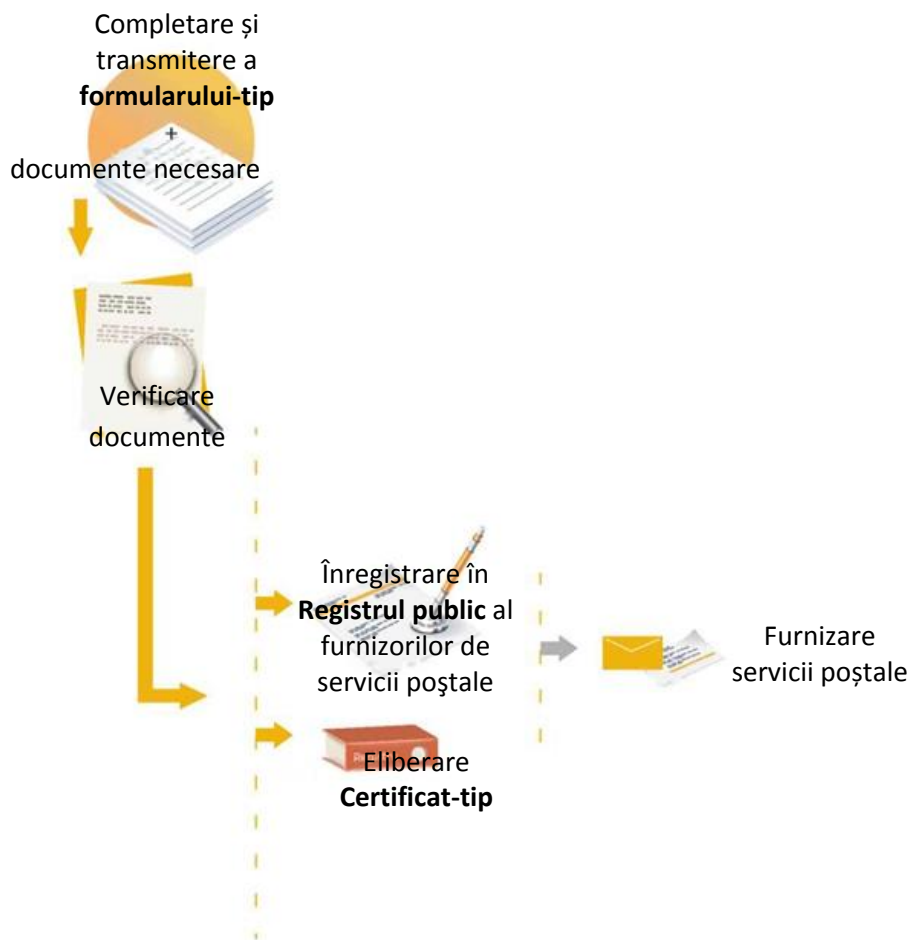 Completare și
transmitere a
formularului-tip
+
documente necesare
Verificare
documente
Înregistrare în
Registrul public al
furnizorilor de
servicii poştale
Furnizare
servicii poștale
Eliberare
Certificat-tip